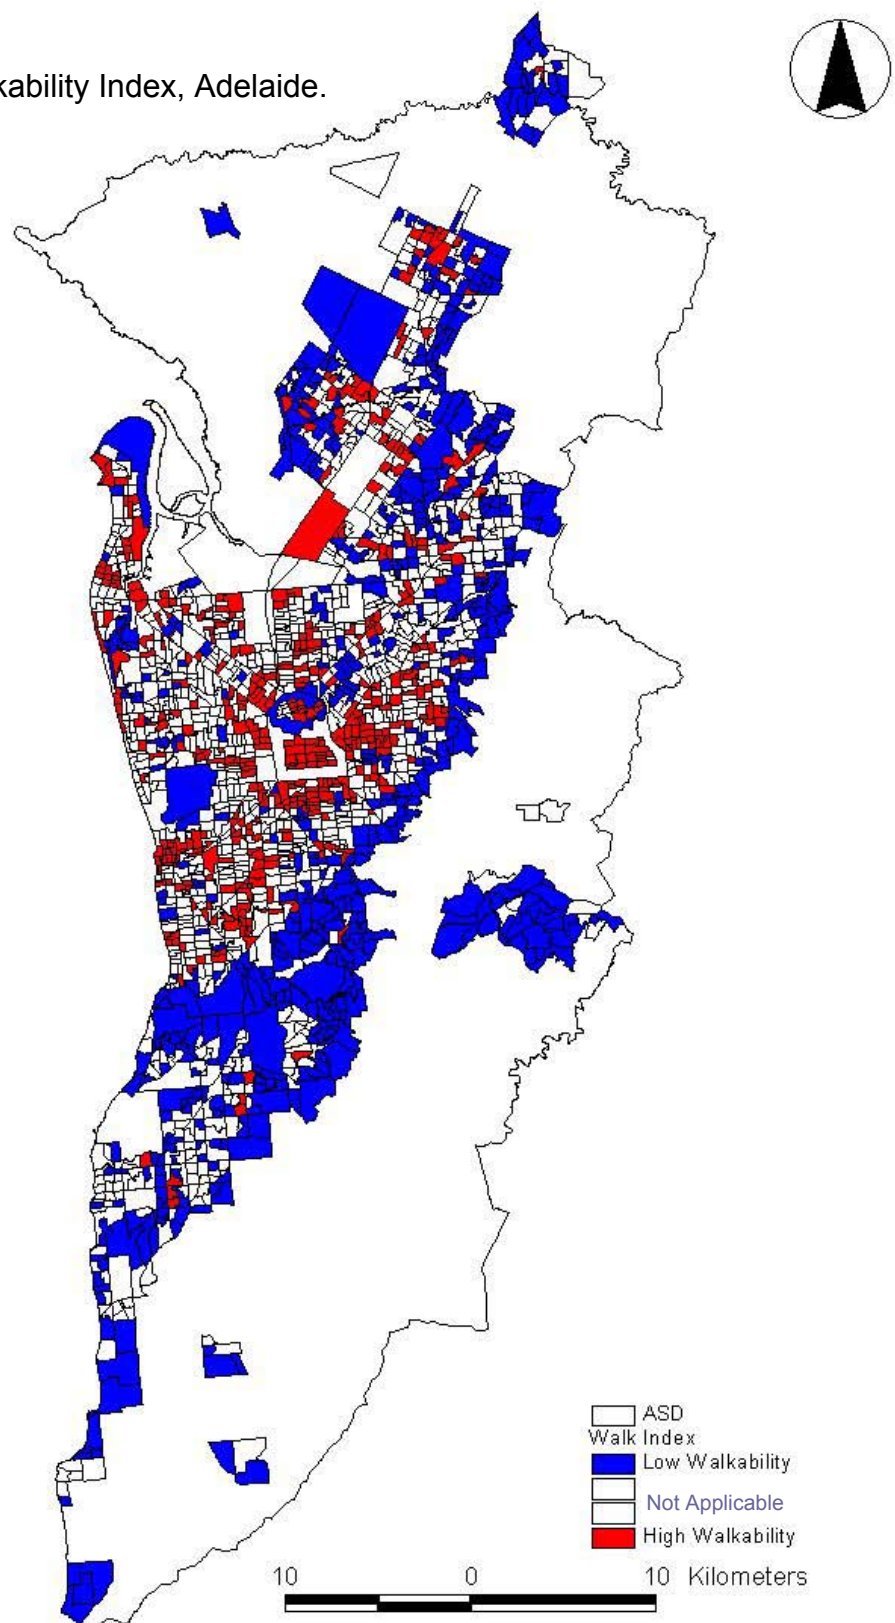 kability Index, Adelaide.
ASD
Walk Index
Low Walkability
Not Applicable
High Walkability
10 0 10 Kilometers